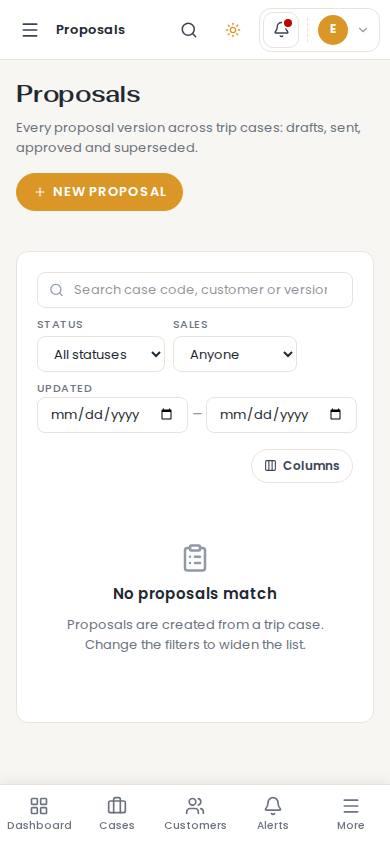 Proposals
E
Proposals
Every proposal version across trip cases: drafts, sent,
approved and superseded.
+ NEW PROPOSAL
Search case code, customer or version
STATUS SALES
All statuses Anyone
UPDATED
mm/dd/yyyy – mm/dd/yyyy
Columns
No proposals match
Proposals are created from a trip case.
Change the filters to widen the list.
Dashboard Cases Customers Alerts More